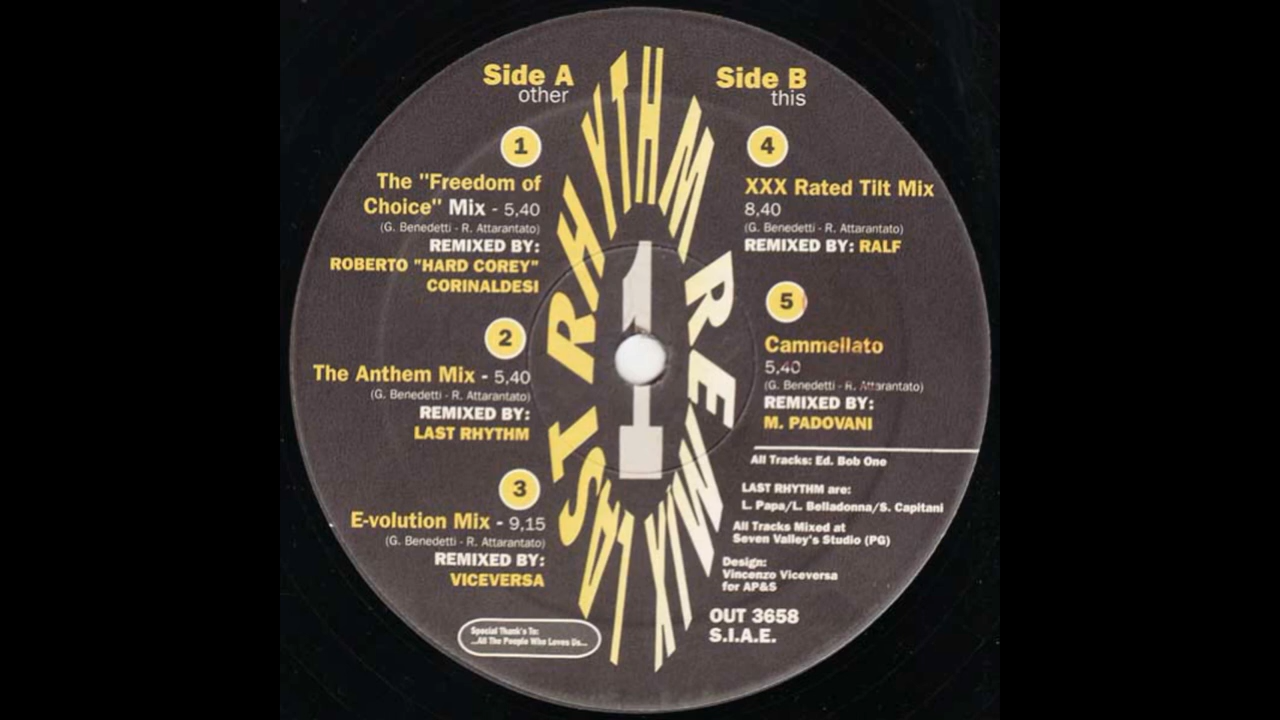 LAST RHYTHM REMIX
1
Side A
other
1
The "Freedom of
Choice" Mix - 5,40
(G. Benedetti - R. Attarantato)
REMIXED BY:
ROBERTO "HARD COREY"
CORINALDESI
2
The Anthem Mix - 5,40
(G. Benedetti - R. Attarantato)
REMIXED BY:
LAST RHYTHM
3
E-volution Mix - 9,15
(G. Benedetti - R. Attarantato)
REMIXED BY:
VICEVERSA
Special Thank's To:
...All The People Who Loves Us...
Side B
this
4
XXX Rated Tilt Mix
8,40
(G. Benedetti - R. Attarantato)
REMIXED BY: RALF
5
Cammellato
5,40
(G. Benedetti - R. Attarantato)
REMIXED BY:
M. PADOVANI
All Tracks: Ed. Bob One
LAST RHYTHM are:
L. Papa/L. Belladonna/S. Capitani
All Tracks Mixed at
Seven Valley's Studio (PG)
Design:
Vincenzo Viceversa
for AP&S
OUT 3658
S.I.A.E.